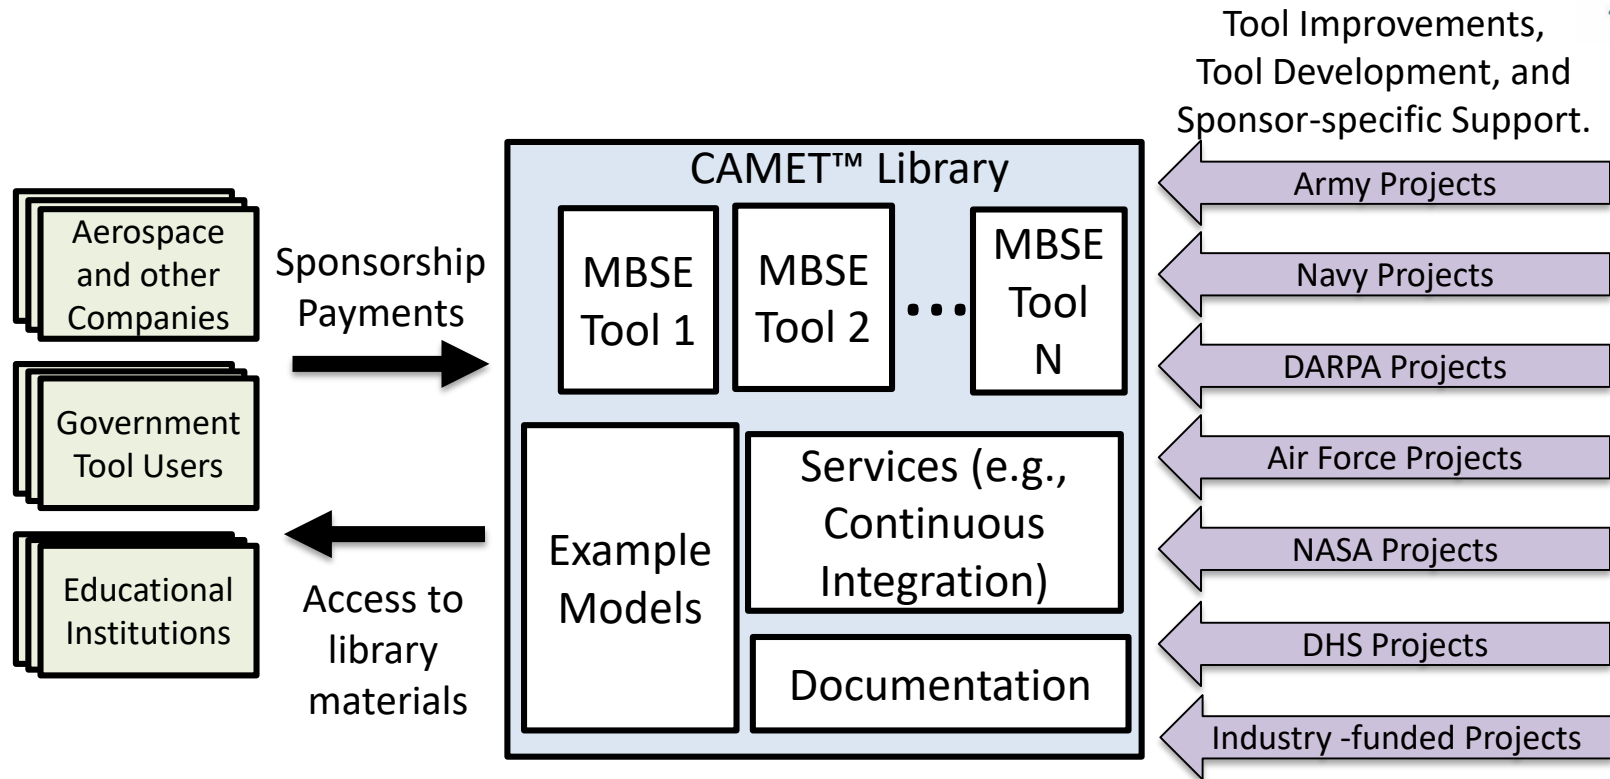 Tool Improvements,
Tool Development, and
Sponsor-specific Support.
CAMET™ Library
Aerospace
and other
Companies
Government
Tool Users
Educational
Institutions
Sponsorship
Payments
Access to
library
materials
MBSE
Tool 1
MBSE
Tool 2
...
MBSE
Tool
N
Example
Models
Services (e.g.,
Continuous
Integration)
Documentation
Army Projects
Navy Projects
DARPA Projects
Air Force Projects
NASA Projects
DHS Projects
Industry -funded Projects